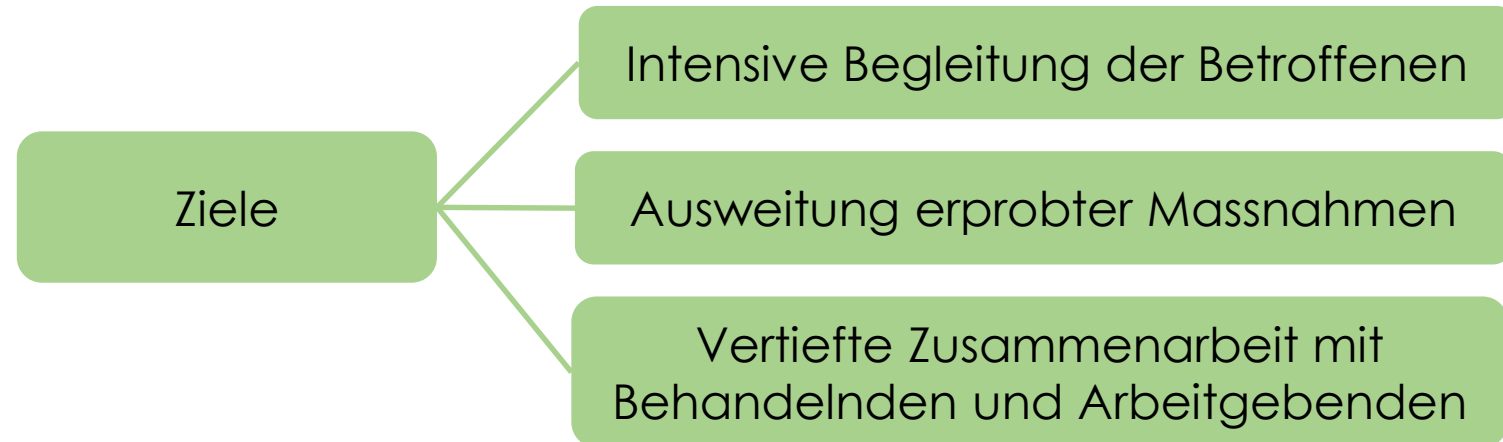 Intensive Begleitung der Betroffenen
Ziele
Ausweitung erprobter Massnahmen
Vertiefte Zusammenarbeit mit
Behandelnden und Arbeitgebenden